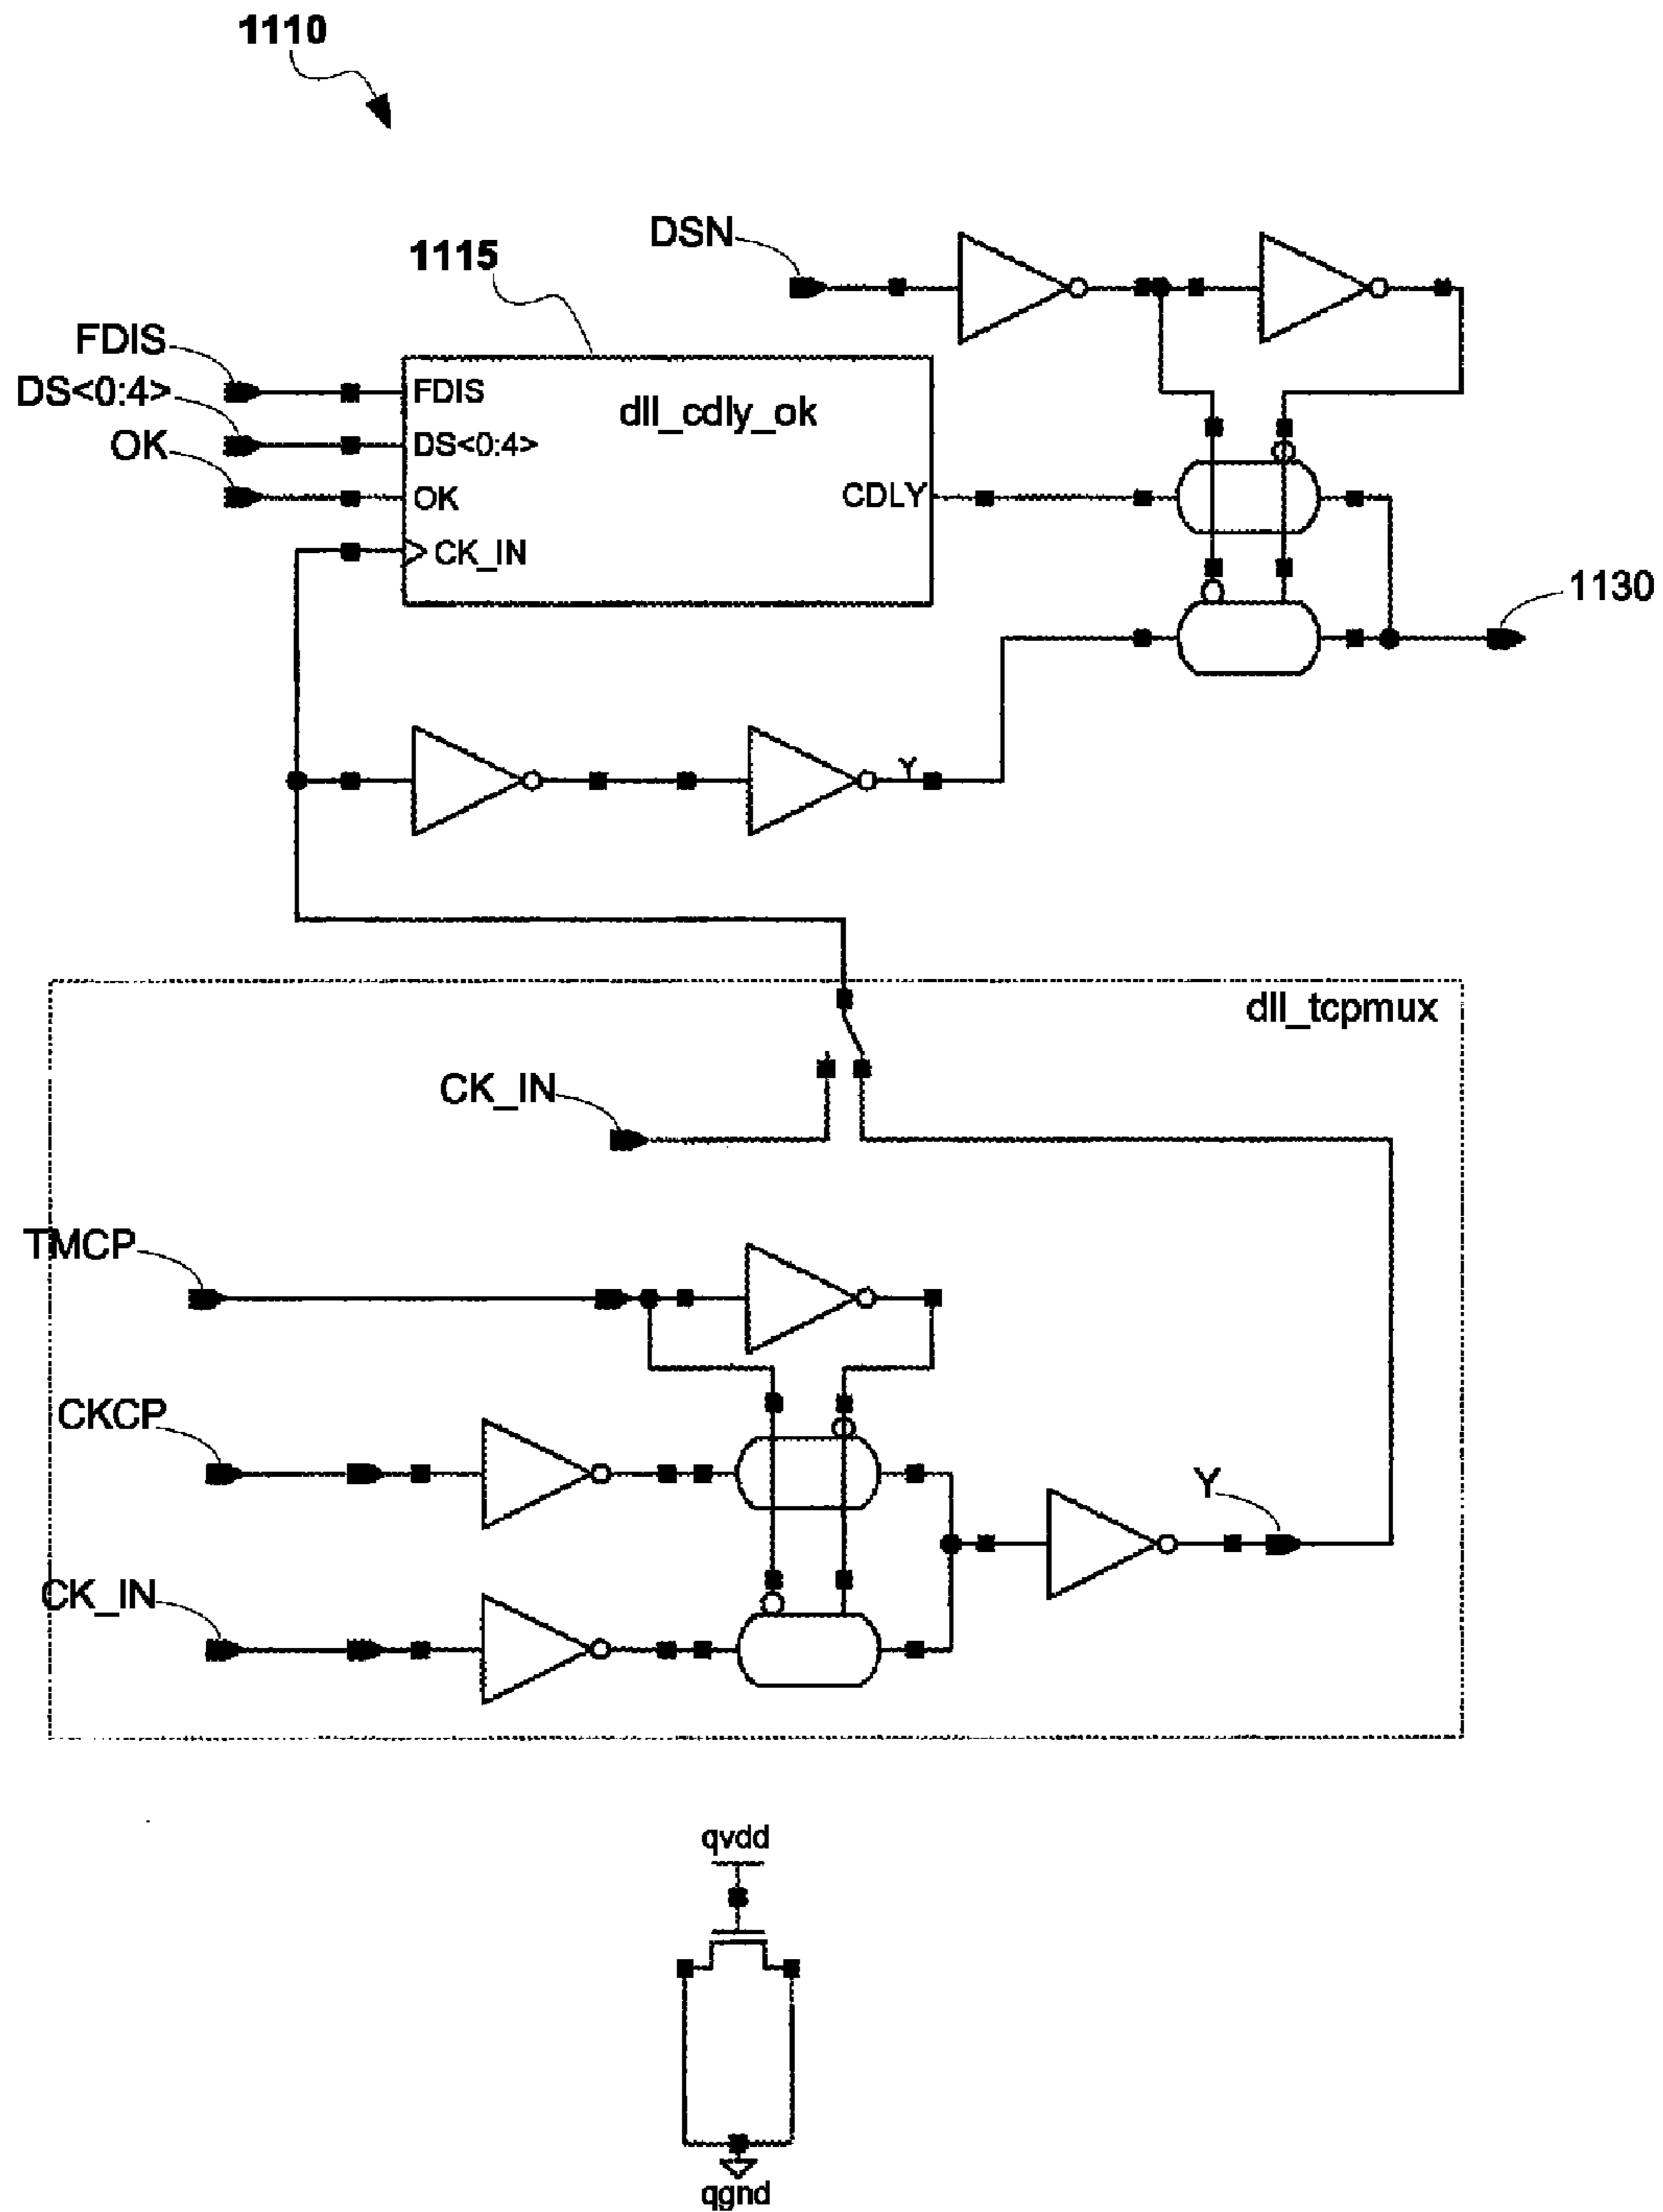 1110
DSN
1115
FDIS
DS<0:4>
OK
FDIS
dll_cdly_ok
DS<0:4>
OK
CDLY
CK_IN
1130
Y
dll_tcpmux
CK_IN
TMCP
CKCP
Y
CK_IN
qvdd
qgnd